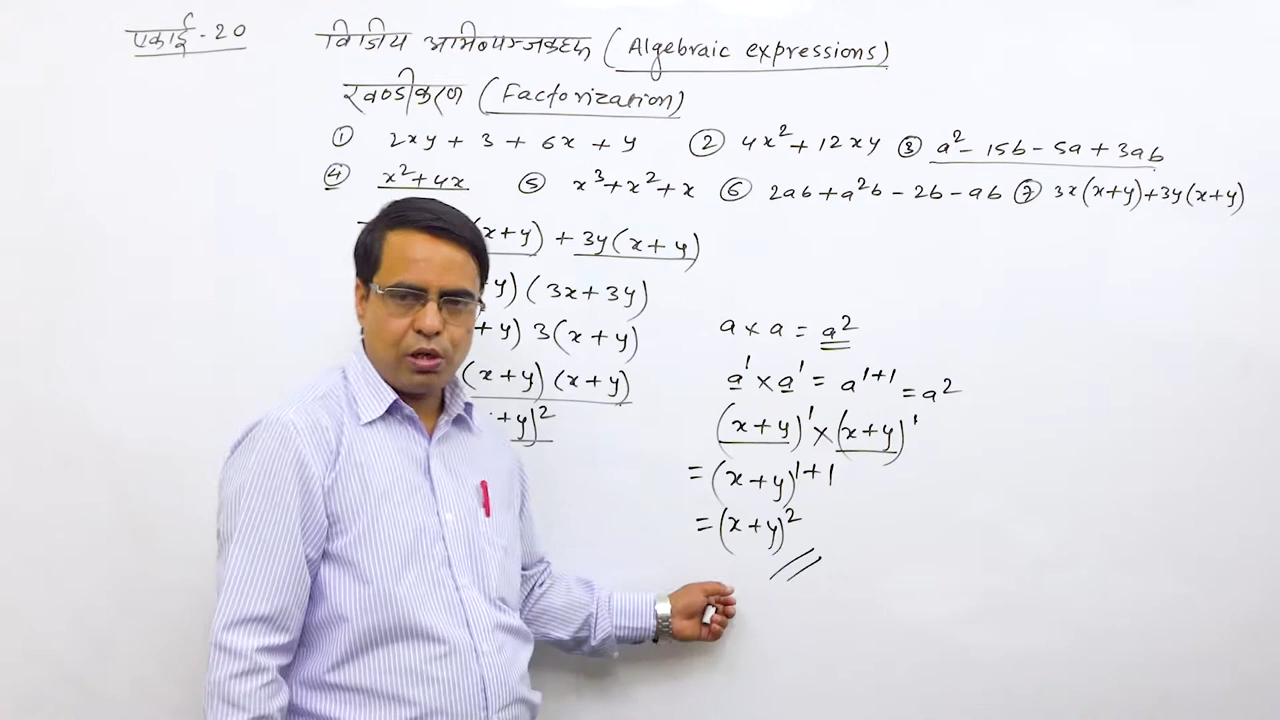 एकाई - 20
विजिय अभिव्यन्जकहरू (Algebraic expressions)
खण्डीकरण (Factorization)
① 2xy + 3 + 6x + y ② 4x² + 12xy ③ a² - 15b - 5a + 3ab
④ x² + 4x ⑤ x³ + x² + x ⑥ 2ab + a²b - 2b - ab ⑦ 3x(x+y)+3y(x+y)
(x+y) + 3y(x+y)
y) (3x+3y)
+y) 3(x+y)
(x+y) (x+y)
+y)²
a × a = a²
a¹ × a¹ = a¹⁺¹ = a²
(x+y)¹ × (x+y)¹
= (x+y)¹⁺¹
= (x+y)²